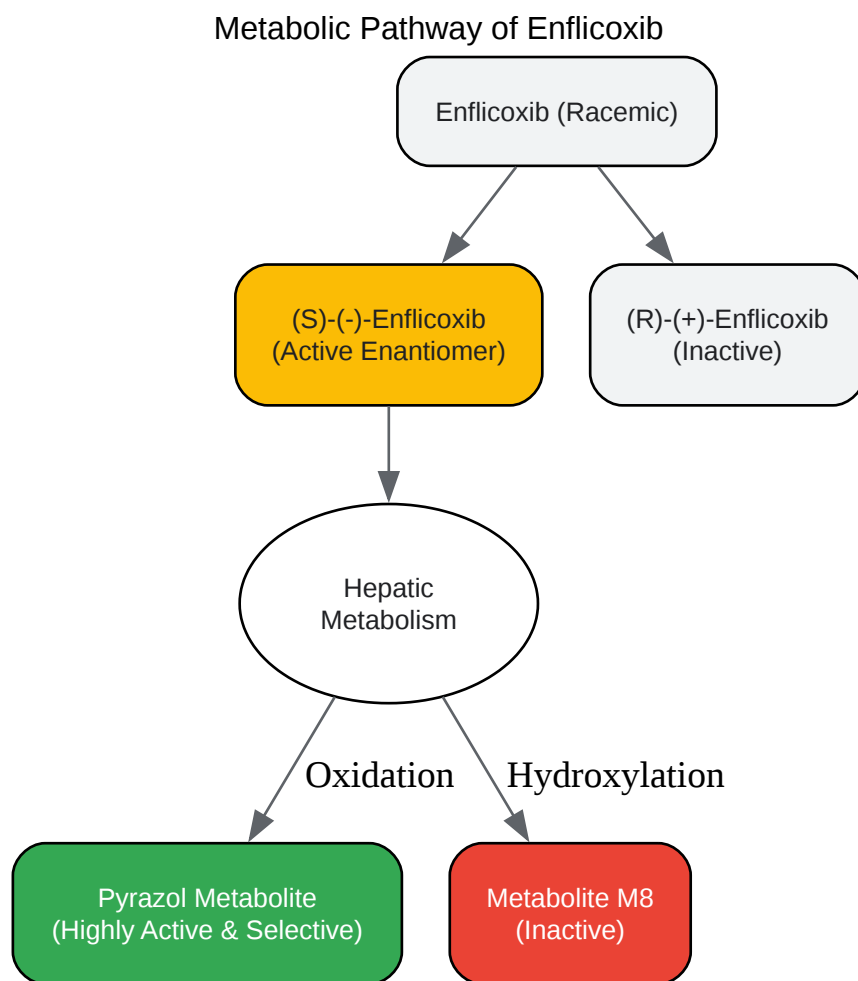 Metabolic Pathway of Enflicoxib
Enflicoxib (Racemic)
(S)-(-)-Enflicoxib
(Active Enantiomer)
(R)-(+)-Enflicoxib
(Inactive)
Hepatic
Metabolism
Oxidation
Hydroxylation
Pyrazol Metabolite
(Highly Active & Selective)
Metabolite M8
(Inactive)